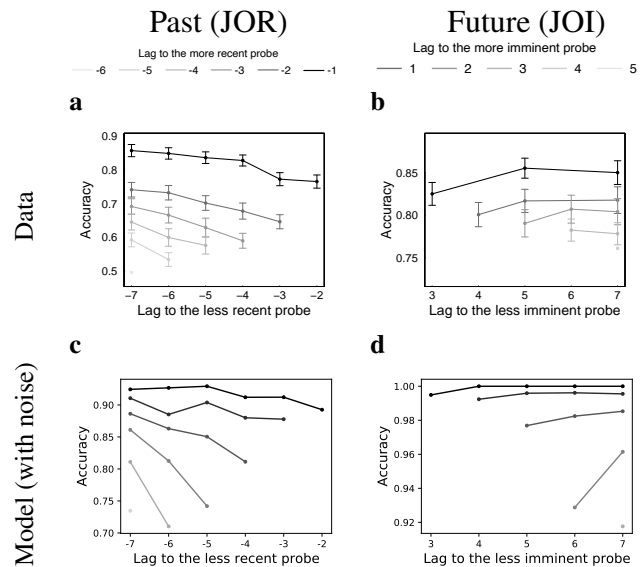 Past (JOR)
Future (JOI)
Lag to the more recent probe
-6 -5 -4 -3 -2 -1
Lag to the more imminent probe
1 2 3 4 5
a
b
Data
Accuracy
0.9
0.8
0.7
0.6
0.5
−7 −6 −5 −4 −3 −2
Lag to the less recent probe
Accuracy
0.85
0.80
0.75
3 4 5 6 7
Lag to the less imminent probe
c
d
Model (with noise)
Accuracy
0.90
0.85
0.80
0.75
0.70
-7 -6 -5 -4 -3 -2
Lag to the less recent probe
Accuracy
1.00
0.98
0.96
0.94
0.92
3 4 5 6 7
Lag to the less imminent probe